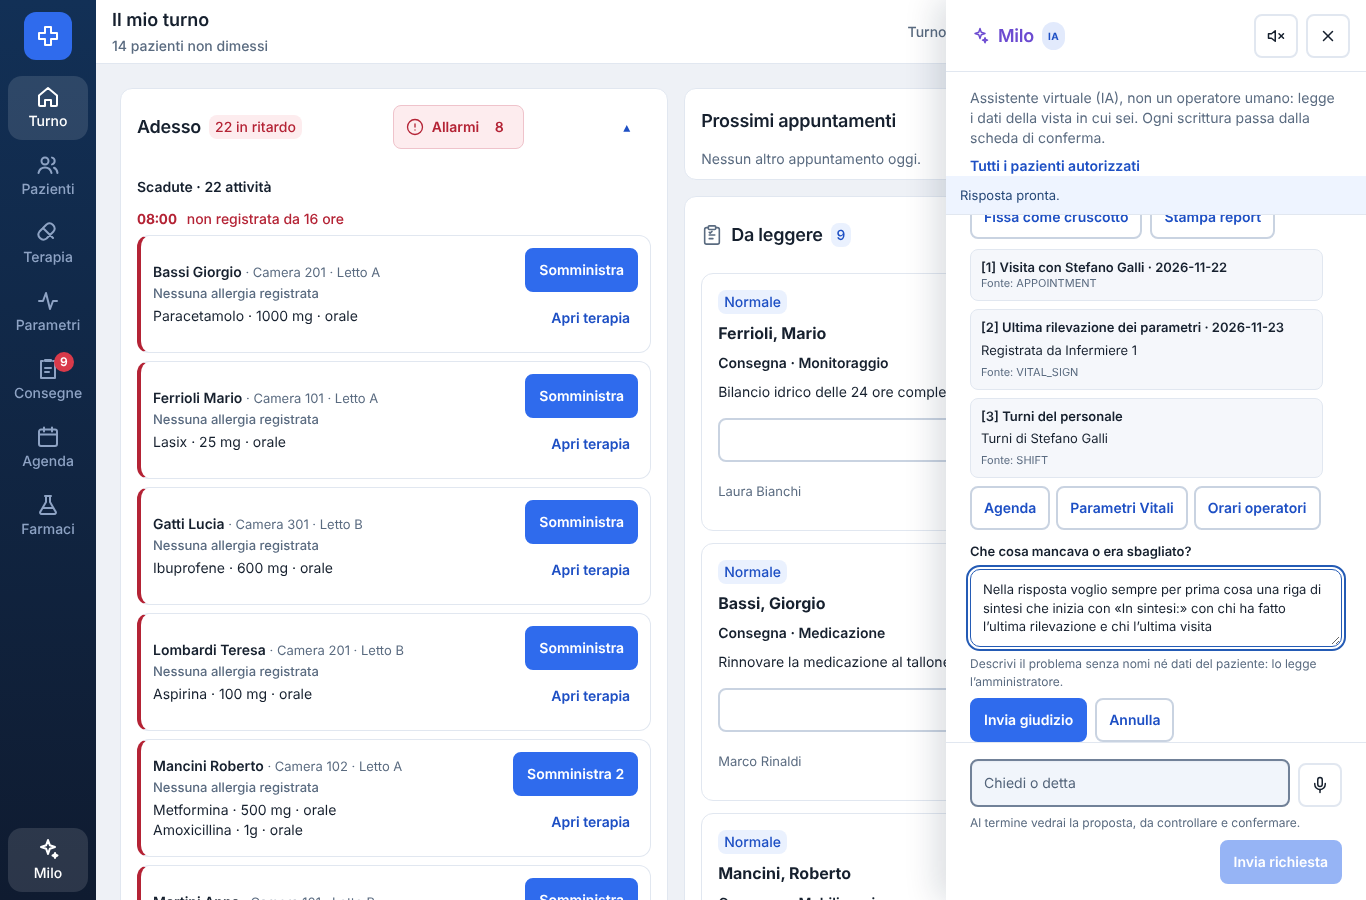 Turno
Pazienti
Terapia
Parametri
9
Consegne
Agenda
Farmaci
Milo
Il mio turno
14 pazienti non dimessi
Turno
Adesso
22 in ritardo
Allarmi 8
Scadute · 22 attività
08:00 non registrata da 16 ore
Bassi Giorgio · Camera 201 · Letto A
Nessuna allergia registrata
Paracetamolo · 1000 mg · orale
Somministra
Apri terapia
Ferrioli Mario · Camera 101 · Letto A
Nessuna allergia registrata
Lasix · 25 mg · orale
Somministra
Apri terapia
Gatti Lucia · Camera 301 · Letto B
Nessuna allergia registrata
Ibuprofene · 600 mg · orale
Somministra
Apri terapia
Lombardi Teresa · Camera 201 · Letto B
Nessuna allergia registrata
Aspirina · 100 mg · orale
Somministra
Apri terapia
Mancini Roberto · Camera 102 · Letto A
Nessuna allergia registrata
Metformina · 500 mg · orale
Amoxicillina · 1g · orale
Somministra 2
Apri terapia
Somministra
Prossimi appuntamenti
Nessun altro appuntamento oggi.
Da leggere 9
Normale
Ferrioli, Mario
Consegna · Monitoraggio
Bilancio idrico delle 24 ore comple
Laura Bianchi
Normale
Bassi, Giorgio
Consegna · Medicazione
Rinnovare la medicazione al tallone
Marco Rinaldi
Normale
Mancini, Roberto
Milo IA
Assistente virtuale (IA), non un operatore umano: legge
i dati della vista in cui sei. Ogni scrittura passa dalla
scheda di conferma.
Tutti i pazienti autorizzati
Risposta pronta.
Fissa come cruscotto
Stampa report
[1] Visita con Stefano Galli · 2026-11-22
Fonte: APPOINTMENT
[2] Ultima rilevazione dei parametri · 2026-11-23
Registrata da Infermiere 1
Fonte: VITAL_SIGN
[3] Turni del personale
Turni di Stefano Galli
Fonte: SHIFT
Agenda
Parametri Vitali
Orari operatori
Che cosa mancava o era sbagliato?
Nella risposta voglio sempre per prima cosa una riga di
sintesi che inizia con «In sintesi:» con chi ha fatto
l’ultima rilevazione e chi l’ultima visita
Descrivi il problema senza nomi né dati del paziente: lo legge
l’amministratore.
Invia giudizio
Annulla
Chiedi o detta
Al termine vedrai la proposta, da controllare e confermare.
Invia richiesta